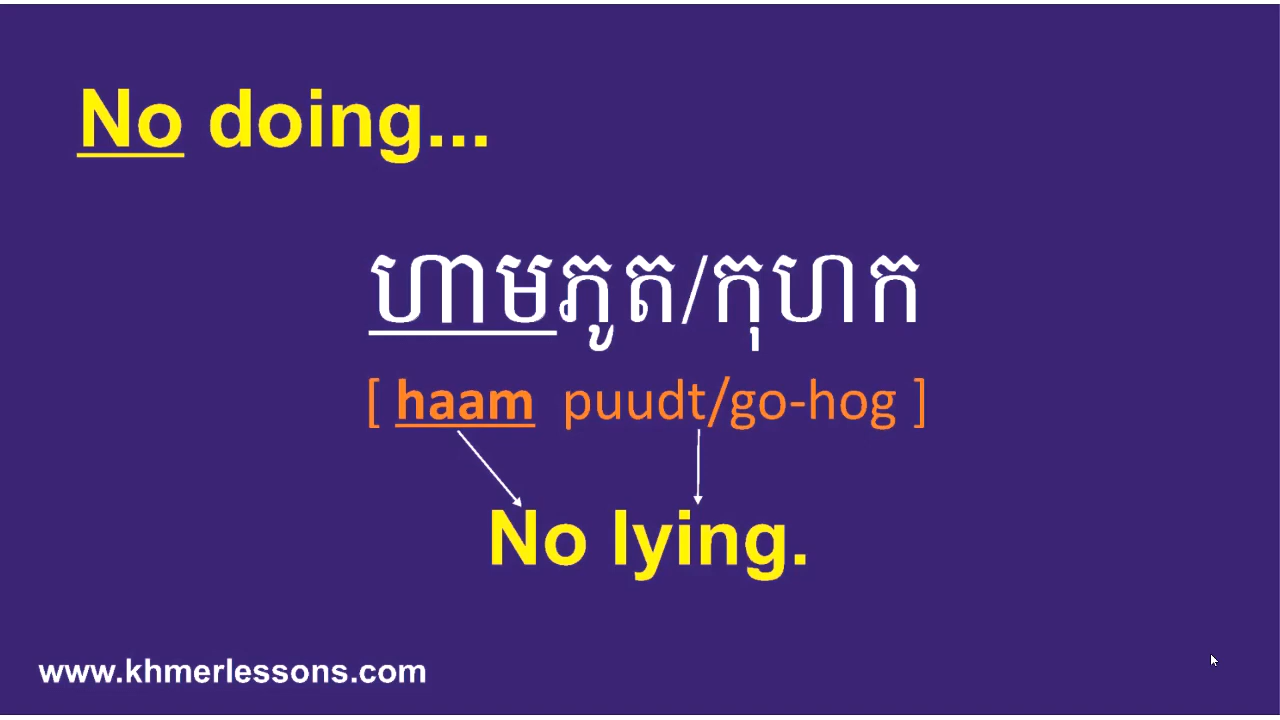 No doing...
ហាមភូត/កុហក
[ haam puudt/go-hog ]
No lying.
www.khmerlessons.com